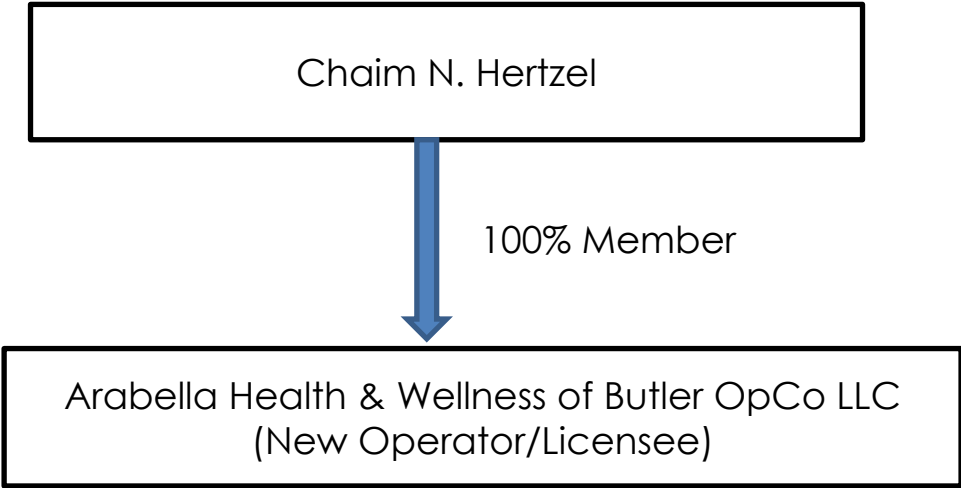 Chaim N. Hertzel
100% Member
Arabella Health & Wellness of Butler OpCo LLC
(New Operator/Licensee)